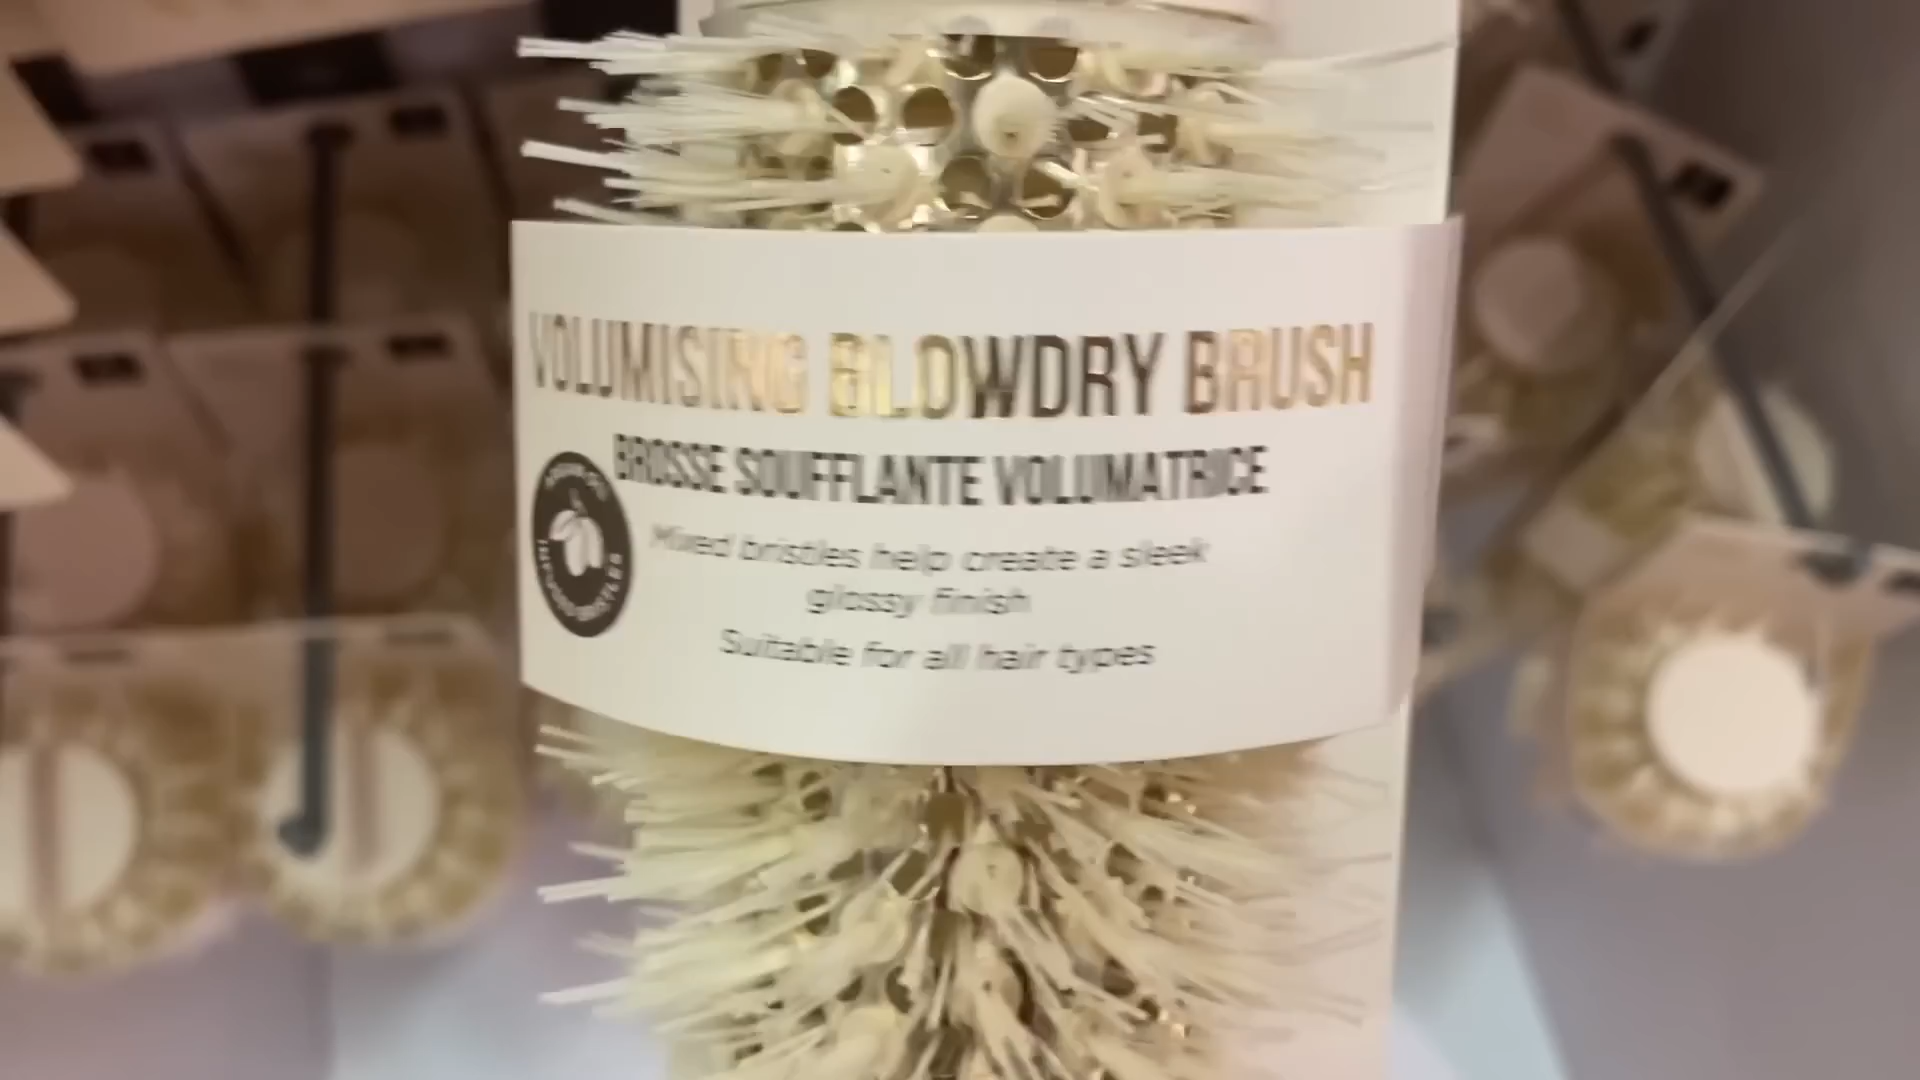 VOLUMISING BLOWDRY BRUSH
BROSSE SOUFFLANTE VOLUMATRICE
Mixed bristles help create a sleek
glossy finish
Suitable for all hair types